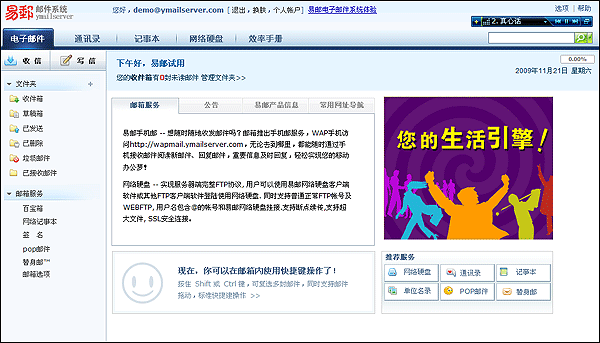 易邮 邮件系统
ymailserver
您好, demo@ymailserver.com [ 退出 , 换肤 , 个人帐户 ] 易邮电子邮件系统体验
选项 | 帮助
2. 真心话
电子邮件 通讯录 记事本 网络硬盘 效率手册
收 信 写 信
文件夹
收件箱
草稿箱
已发送
已删除
垃圾邮件
已接收邮件
邮箱服务
百宝箱
网络记事本
签 名
pop邮件
替身邮™
邮箱选项
下午好, 易邮试用
您的收件箱有0封未读邮件 管理文件夹>>
0.00%
2009年11月21日 星期六
邮箱服务 公告 易邮产品信息 常用网址导航
易邮手机邮 -- 想随时随地收发邮件吗?邮箱推出手机邮服务, WAP手机访
问http://wapmail.ymailserver.com , 无论去到哪里, 都能随时通过手
机接收邮件阅读新邮件、回复邮件, 重要信息及时回复, 轻松实现您的移动
办公梦!
网络硬盘 -- 实现服务器端完整FTP协议, 用户可以使用易邮网络硬盘客户端
软件或其他FTP客户端软件登陆使用网络硬盘. 同时支持普通正常FTP帐号及
WEBFTP, 用户名包含@的帐号和易邮网络硬盘挂接. 支持断点续传, 支持超
大文件, SSL安全连接。
您的生活引擎!
现在, 你可以在邮箱内使用快捷键操作了!
按住 Shift 或 Ctrl 键, 可复选多封邮件, 同时支持邮件
拖动, 标准快捷建操作 >>
推荐服务
网络硬盘 通讯录 记事本
单位名录 POP邮件 替身邮